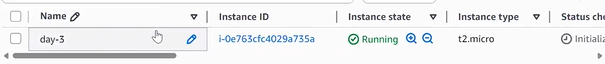 Name Instance ID Instance state Instance type Status che
day-3 i-0e763cfc4029a735a Running t2.micro Initializ